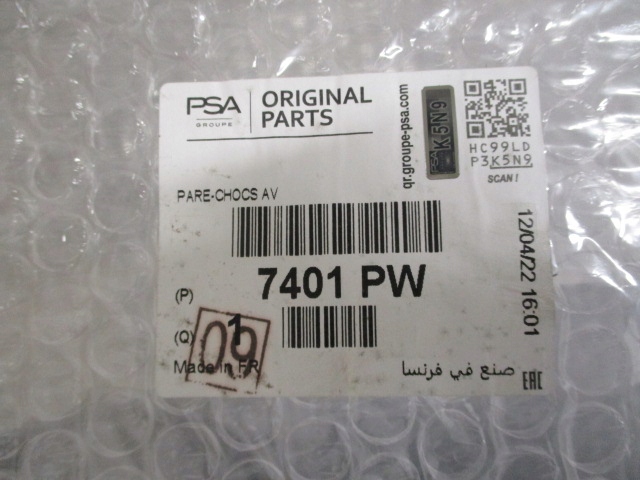 PSA
GROUPE
ORIGINAL
PARTS
qr.groupe-psa.com
PSA K5N9
HC99LD
P3K5N9
SCAN!
PARE-CHOCS AV
12/04/22 16:01
(P) 7401 PW
(Q) 1
09
Made in FR
صنع في فرنسا
EAC